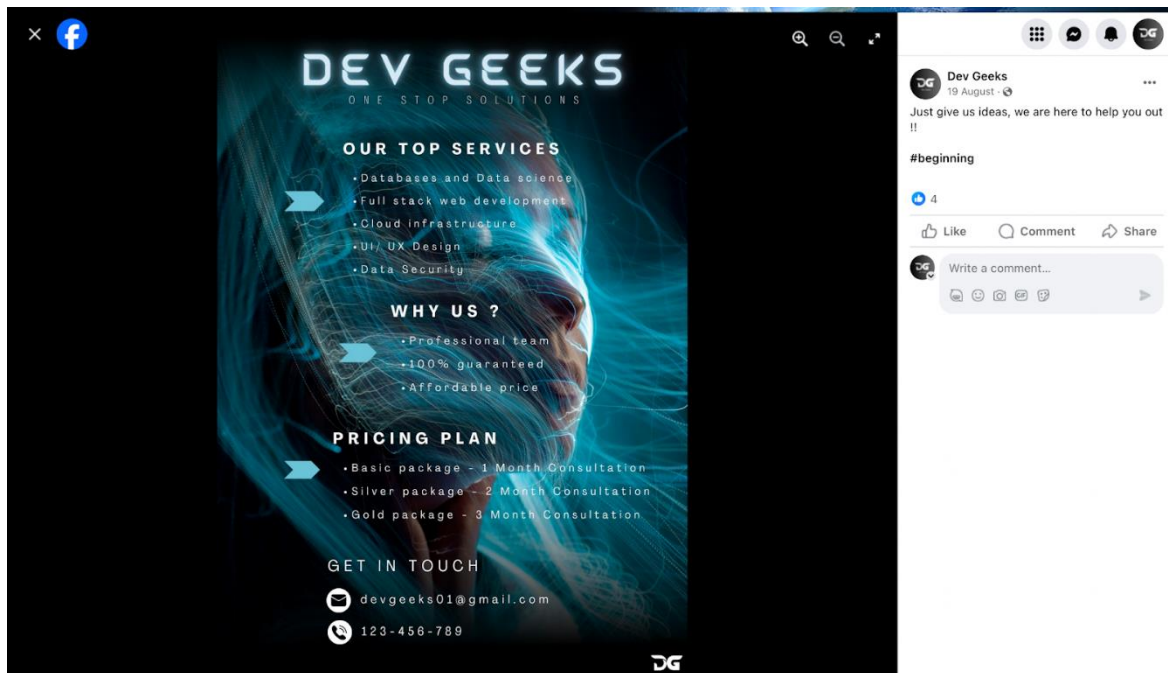 DEV GEEKS
ONE STOP SOLUTIONS
OUR TOP SERVICES
•Databases and Data science
•Full stack web development
•Cloud infrastructure
•UI/ UX Design
•Data Security
WHY US ?
•Professional team
•100% guaranteed
•Affordable price
PRICING PLAN
•Basic package - 1 Month Consultation
•Silver package - 2 Month Consultation
•Gold package - 3 Month Consultation
GET IN TOUCH
devgeeks01@gmail.com
123-456-789
DG
DG
DG
Dev Geeks
19 August ·
Just give us ideas, we are here to help you out
!!
#beginning
4
Like Comment Share
DG
Write a comment...
GIF